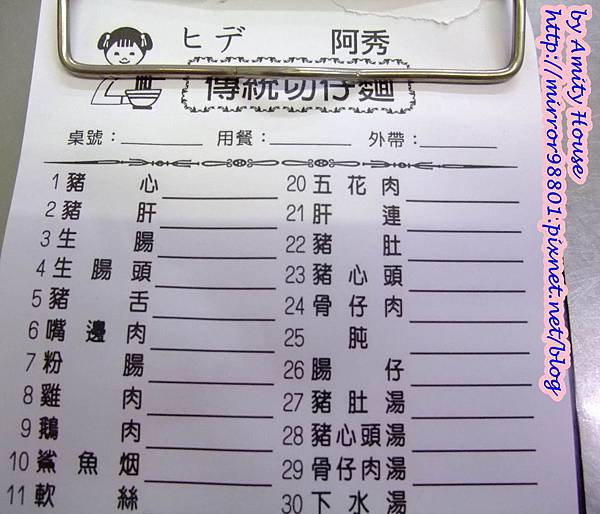 ヒデ 阿秀
傳統切仔麵
桌號： 用餐： 外帶：
1 豬心
2 豬肝
3 生腸
4 生腸頭
5 豬舌
6 嘴邊肉
7 粉腸
8 雞肉
9 鵝肉
10 鯊魚烟
11 軟絲
20 五花肉
21 肝連
22 豬肚
23 豬心頭
24 骨仔肉
25 肫
26 腸仔
27 豬肚湯
28 豬心頭湯
29 骨仔肉湯
30 下水湯
by Amity House
http://mirror98801.pixnet.net/blog